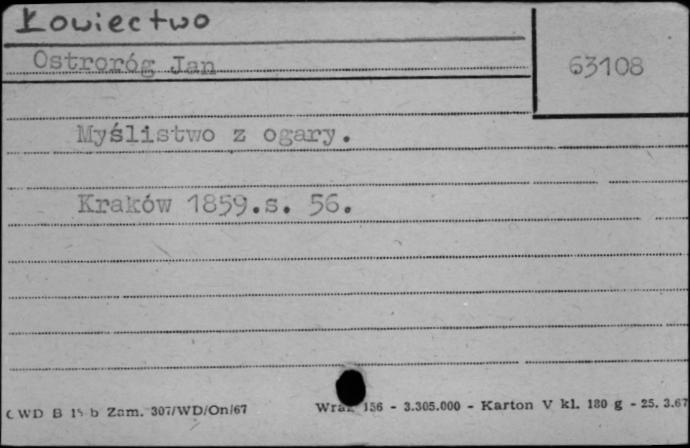 Łowiectwo
Ostroróg Jan
63108
Myślistwo z ogary.
Kraków 1859.s. 56.
CWD B 15 b Zam. 307/WD/On/67
156 - 3.305.000 - Karton V kl. 180 g - 25. 3.67